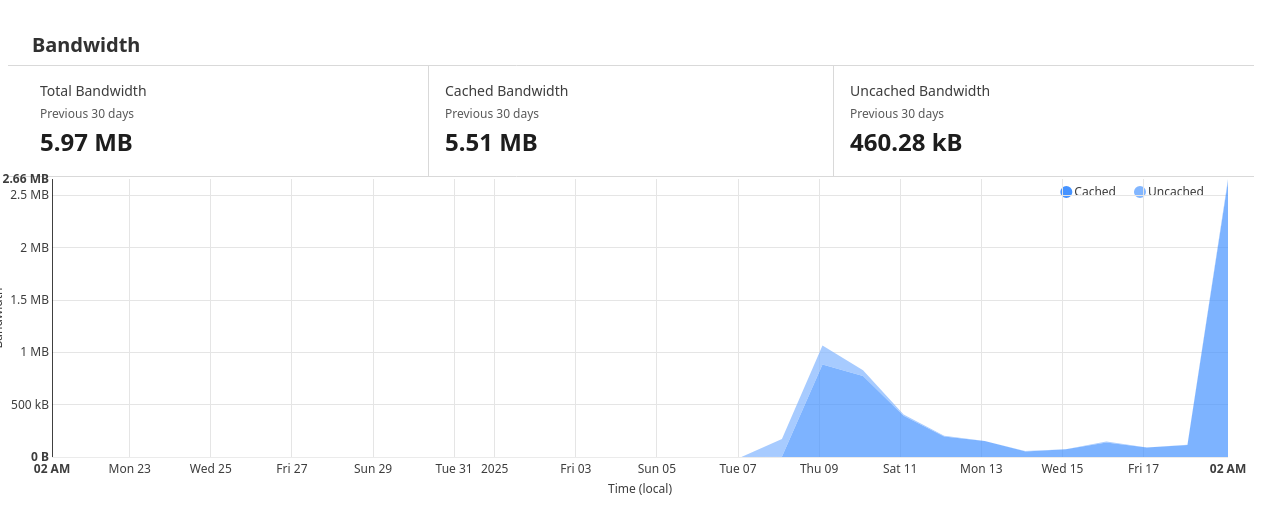 Bandwidth
Total Bandwidth
Previous 30 days
5.97 MB
Cached Bandwidth
Previous 30 days
5.51 MB
Uncached Bandwidth
Previous 30 days
460.28 kB
2.66 MB
2.5 MB
2 MB
1.5 MB
1 MB
500 kB
0 B
Cached Uncached
02 AM Mon 23 Wed 25 Fri 27 Sun 29 Tue 31 2025 Fri 03 Sun 05 Tue 07 Thu 09 Sat 11 Mon 13 Wed 15 Fri 17 02 AM
Time (local)